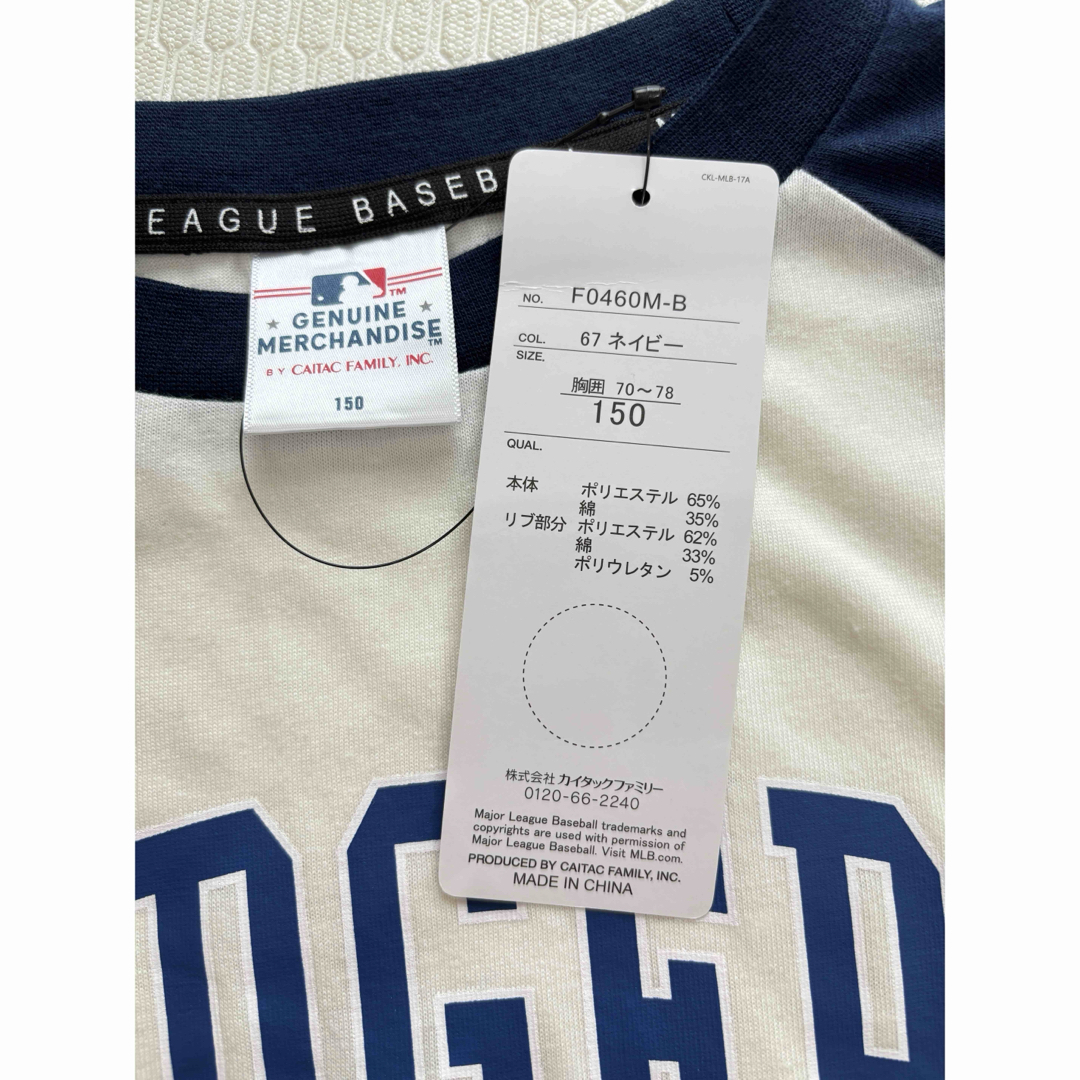 EAGUE BASEB
TM
GENUINE
MERCHANDISE™
BY CAITAC FAMILY, INC.
150
CKL-MLB-17A
NO. F0460M-B
COL. 67 ネイビー
SIZE.
胸囲 70～78
150
QUAL.
本体 ポリエステル 65%
綿 35%
リブ部分 ポリエステル 62%
綿 33%
ポリウレタン 5%
株式会社 カイタックファミリー
0120-66-2240
Major League Baseball trademarks and
copyrights are used with permission of
Major League Baseball. Visit MLB.com.
PRODUCED BY CAITAC FAMILY, INC.
MADE IN CHINA